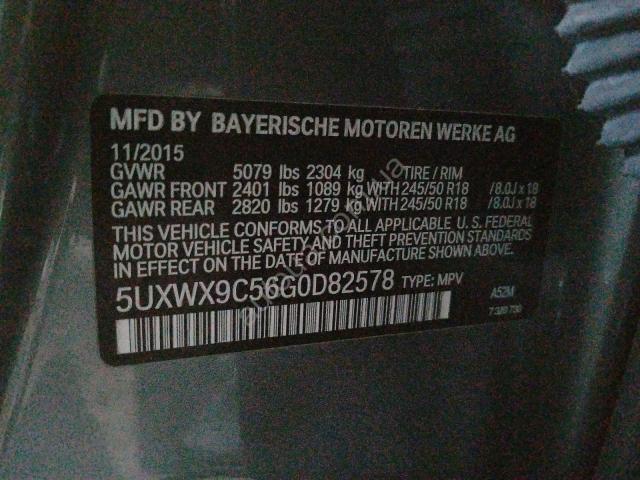 MFD BY BAYERISCHE MOTOREN WERKE AG
11/2015
GVWR 5079 lbs 2304 kg TIRE / RIM
GAWR FRONT 2401 lbs 1089 kg WITH 245/50 R18 / 8.0J x 18
GAWR REAR 2820 lbs 1279 kg WITH 245/50 R18 / 8.0J x 18
THIS VEHICLE CONFORMS TO ALL APPLICABLE U.S. FEDERAL
MOTOR VEHICLE SAFETY AND THEFT PREVENTION STANDARDS
IN EFFECT ON THE DATE OF MANUFACTURE SHOWN ABOVE.
5UXWX9C56G0D82578 TYPE: MPV
A52M
7 320 730